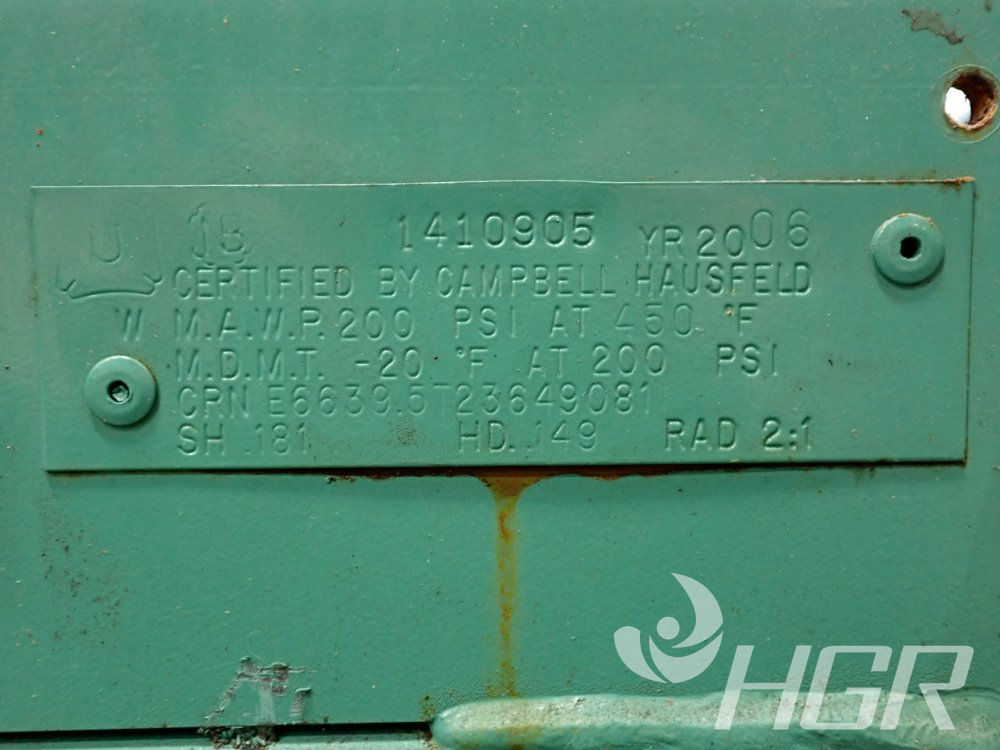 U 1410905 YR 2006
CERTIFIED BY CAMPBELL HAUSFELD
W M.A.W.P. 200 PSI AT 450 °F
M.D.M.T. -20 °F AT 200 PSI
CRN E6639.5T23649081
SH .181 HD. .149 RAD 2:1
HGR